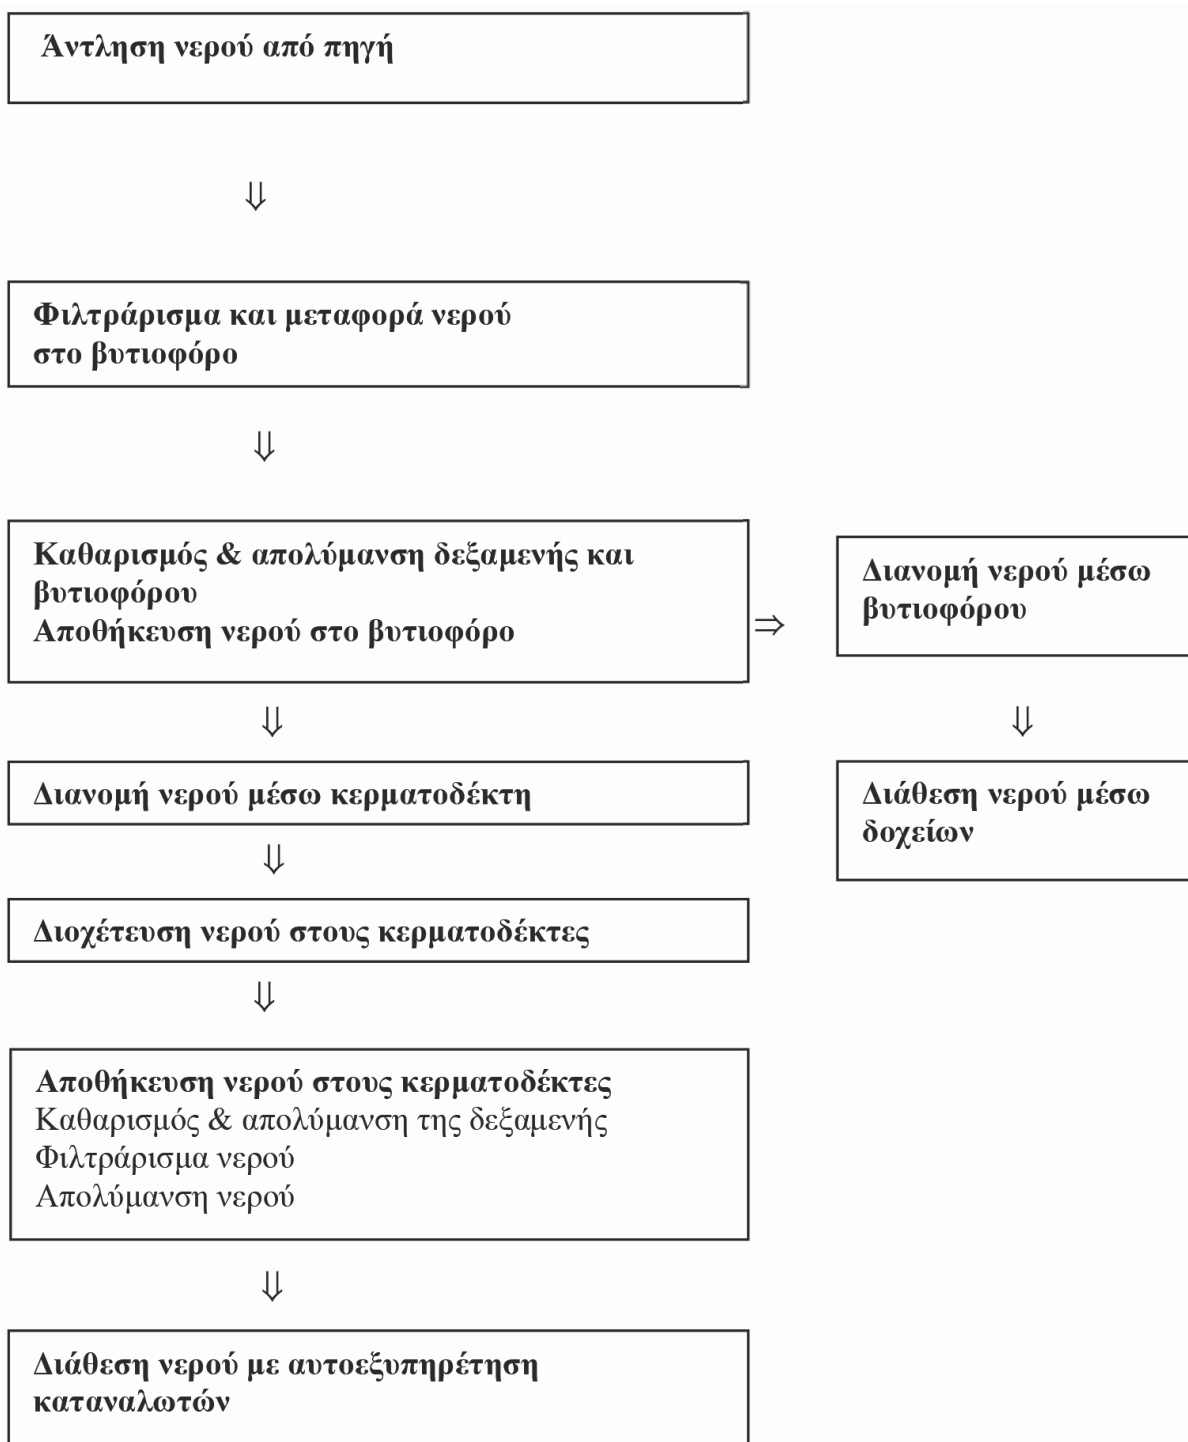 Άντληση νερού από πηγή
⇓
Φιλτράρισμα και μεταφορά νερού
στο βυτιοφόρο
⇓
Καθαρισμός & απολύμανση δεξαμενής και
βυτιοφόρου
Αποθήκευση νερού στο βυτιοφόρο
⇒
Διανομή νερού μέσω
βυτιοφόρου
⇓
Διάθεση νερού μέσω
δοχείων
⇓
Διανομή νερού μέσω κερματοδέκτη
⇓
Διοχέτευση νερού στους κερματοδέκτες
⇓
Αποθήκευση νερού στους κερματοδέκτες
Καθαρισμός & απολύμανση της δεξαμενής
Φιλτράρισμα νερού
Απολύμανση νερού
⇓
Διάθεση νερού με αυτοεξυπηρέτηση
καταναλωτών